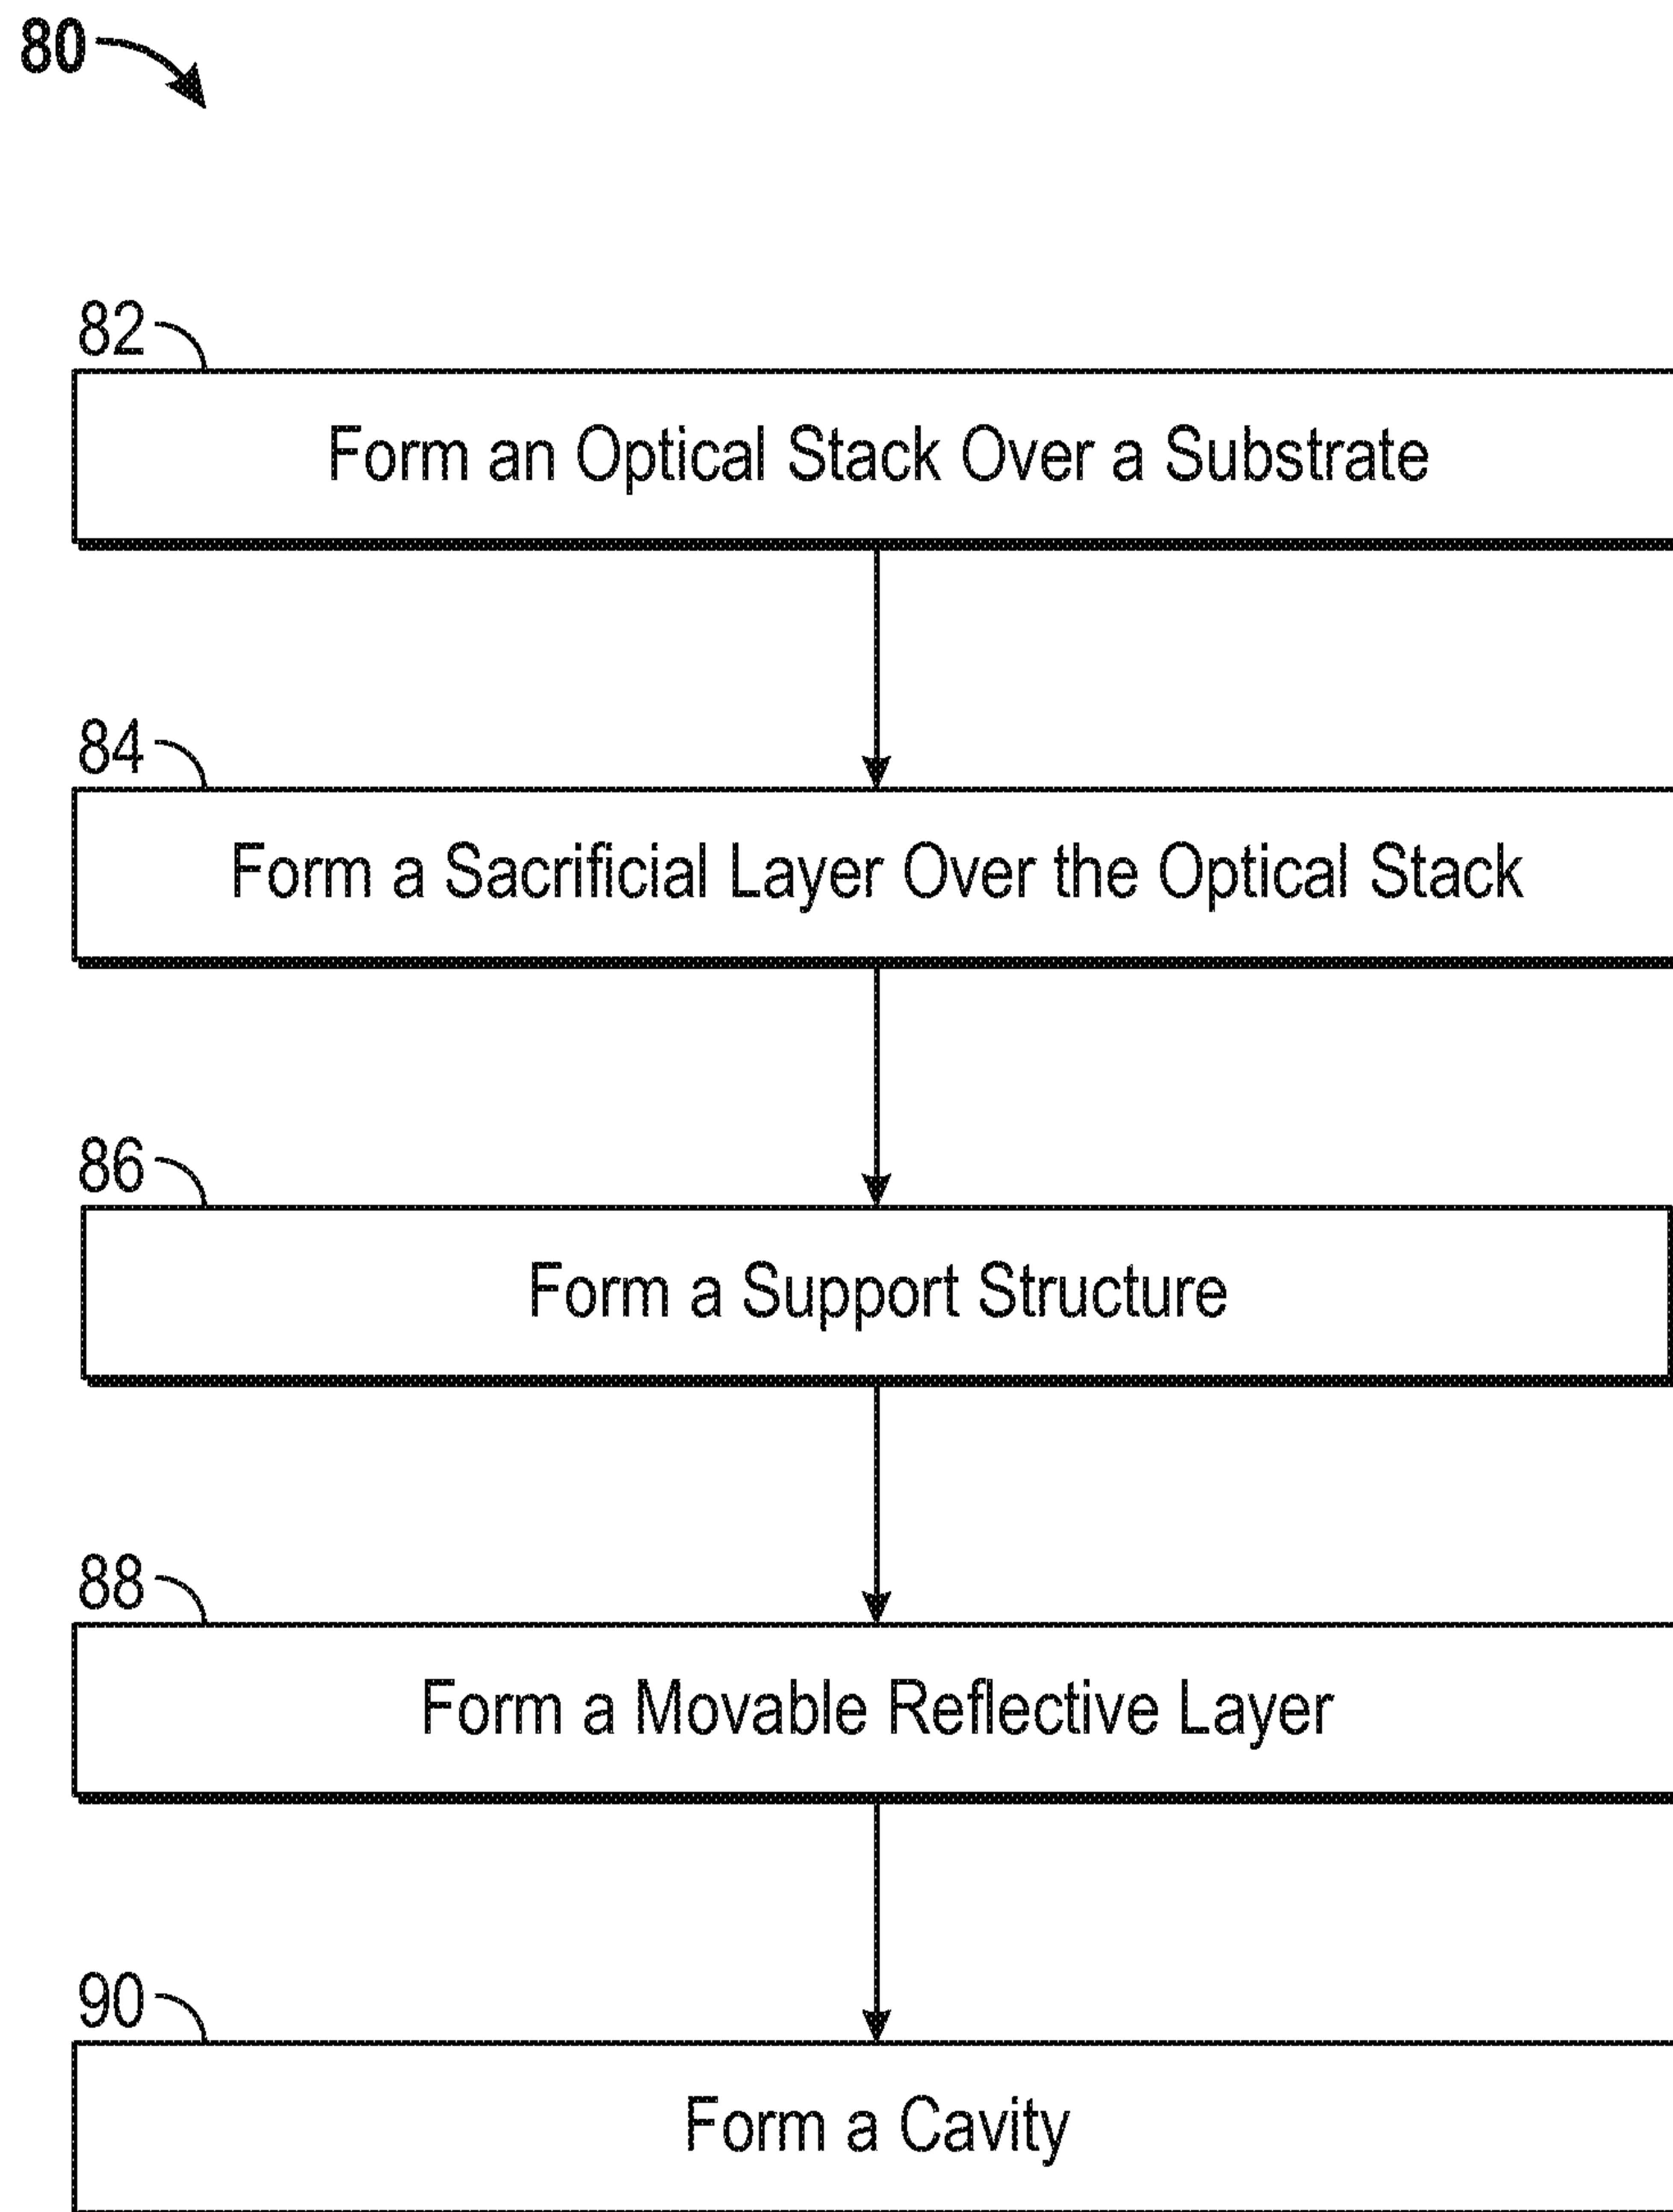 80
82
Form an Optical Stack Over a Substrate
84
Form a Sacrificial Layer Over the Optical Stack
86
Form a Support Structure
88
Form a Movable Reflective Layer
90
Form a Cavity